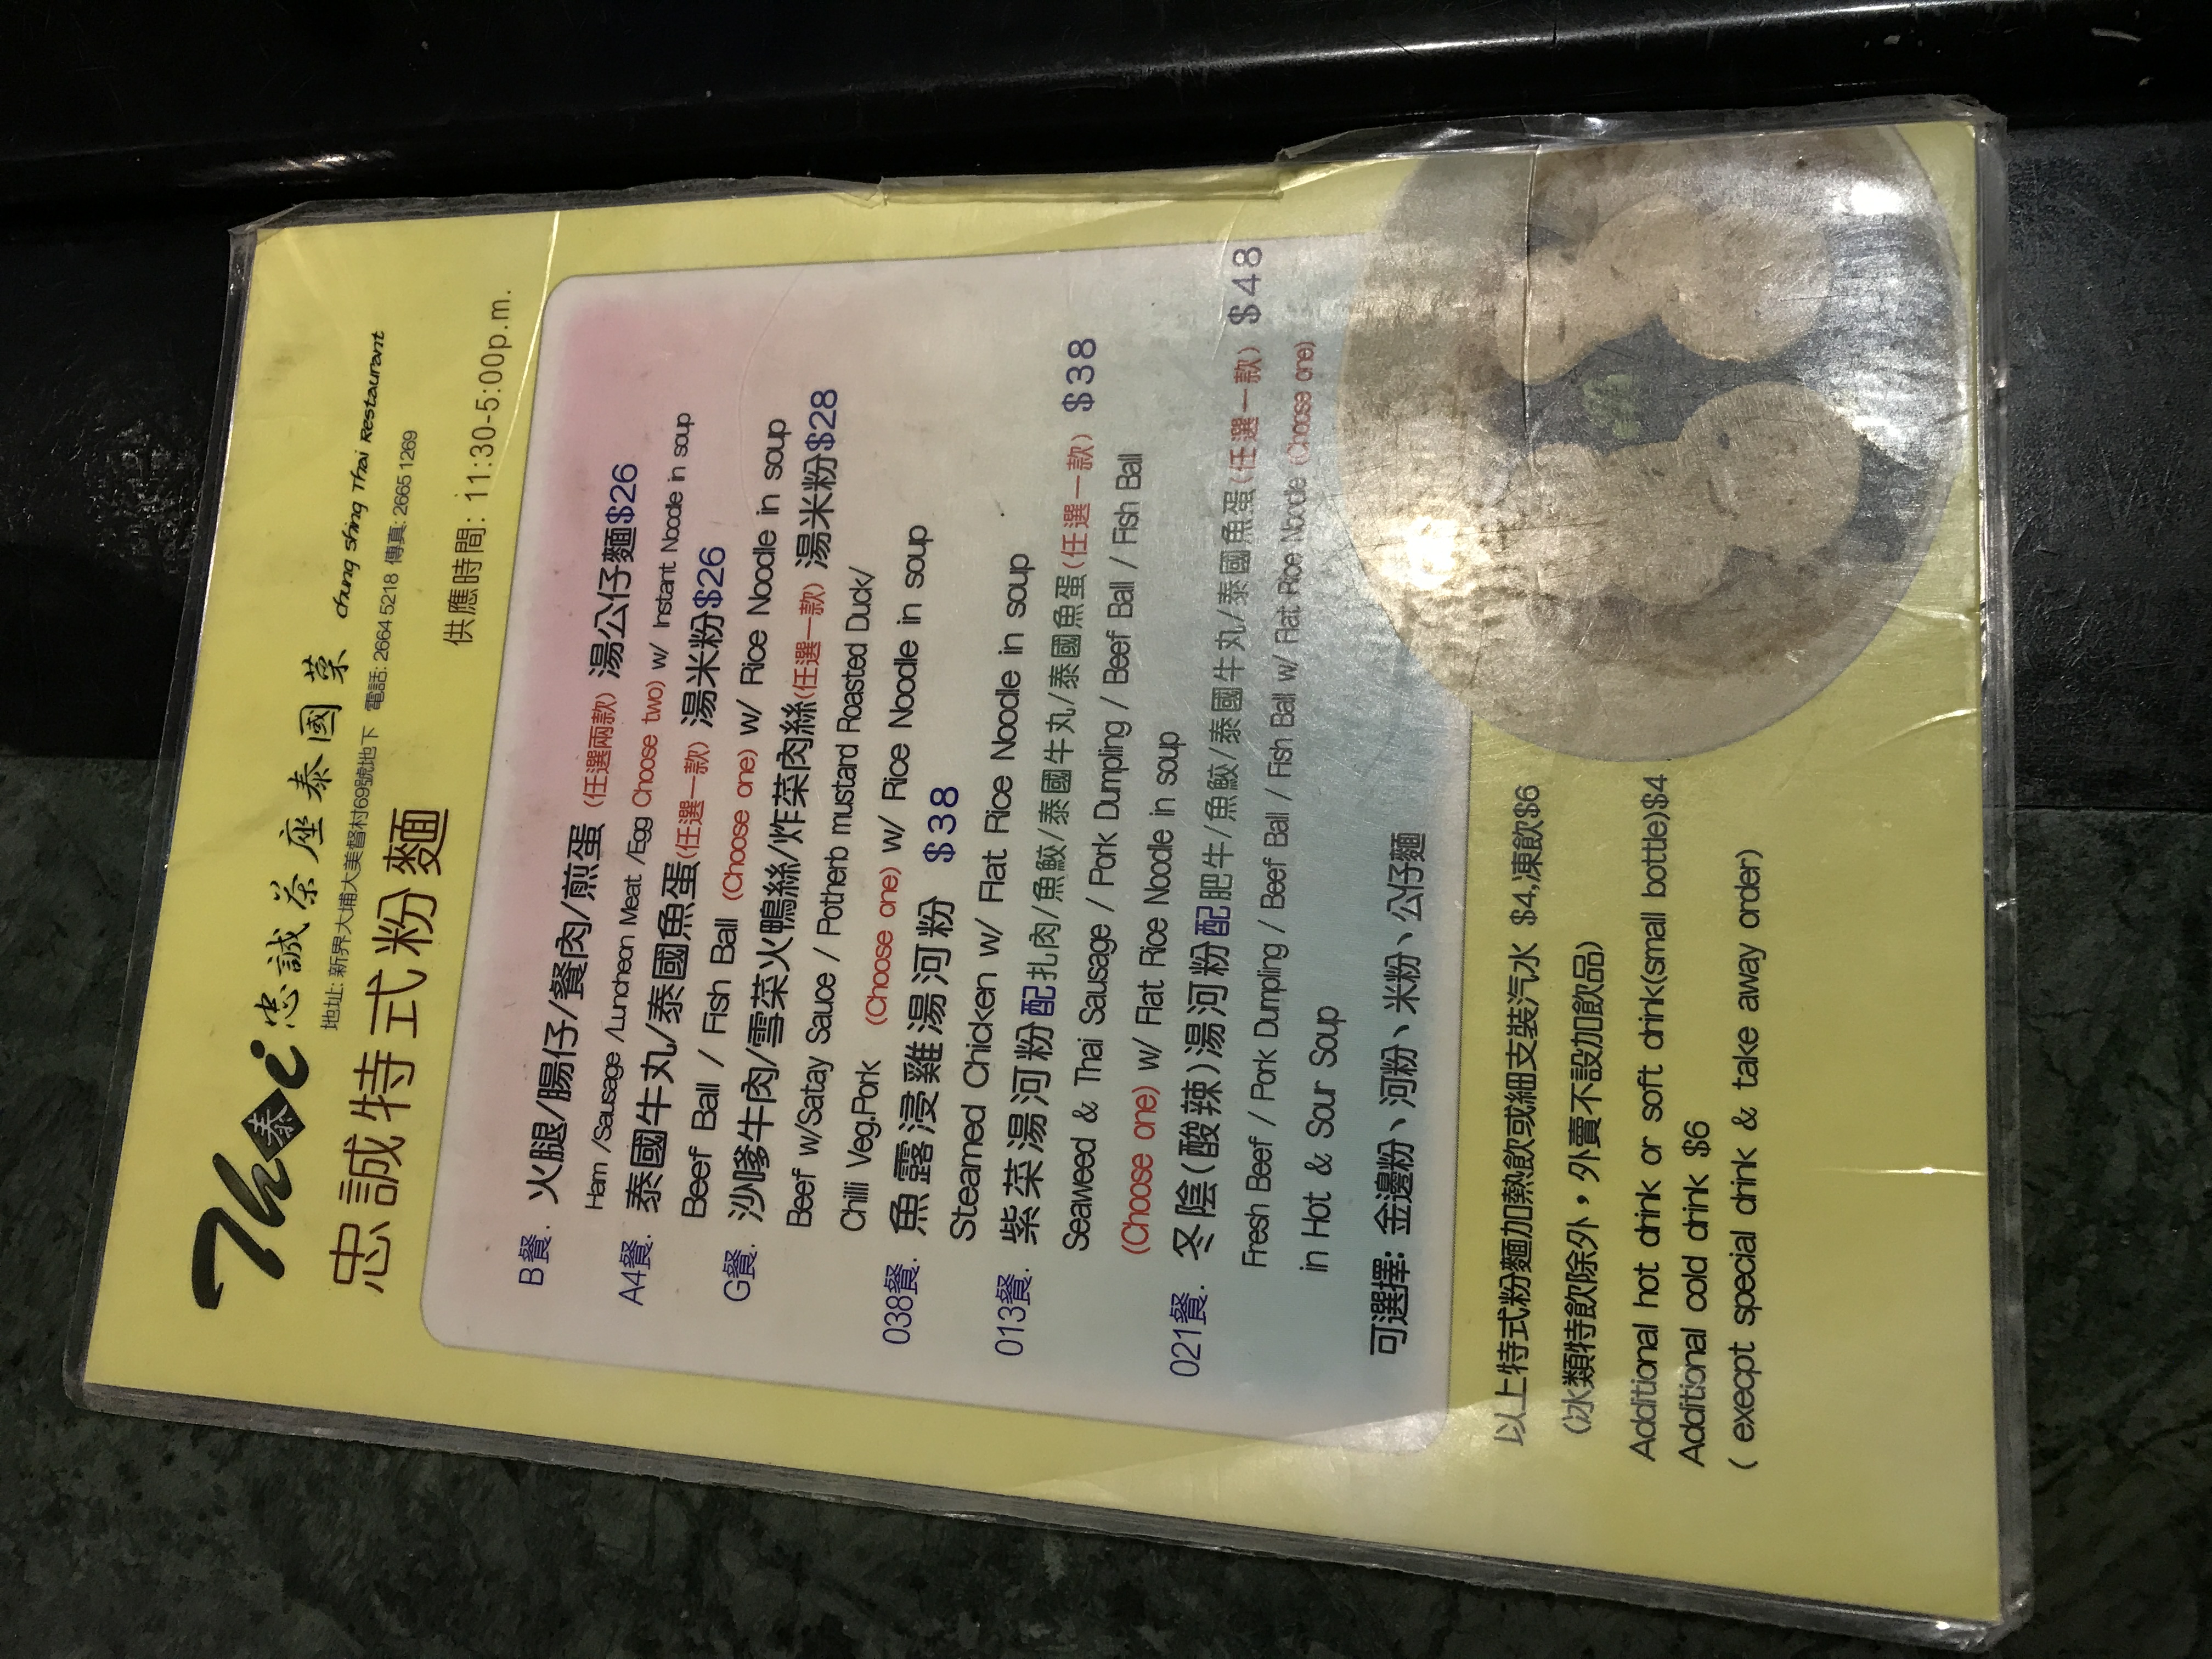 Thai 泰
忠誠茶座泰國菜 Chung Shing Thai Restaurant
地址: 新界大埔大美督村69號地下 電話: 2664 5218 傳真: 2665 1269
忠誠特式粉麵 供應時間: 11:30-5:00p.m.
B餐. 火腿/腸仔/餐肉/煎蛋 (任選兩款) 湯公仔麵$26
Ham /Sausage /Luncheon Meat /Egg Choose two) w/ Instant Noodle in soup
A4餐. 泰國牛丸/泰國魚蛋(任選一款) 湯米粉$26
Beef Ball / Fish Ball (Choose one) w/ Rice Noodle in soup
G餐. 沙嗲牛肉/雪菜火鴨絲/炸菜肉絲(任選一款) 湯米粉$28
Beef w/Satay Sauce / Potherb mustard Roasted Duck/
Chilli Veg.Pork (Choose one) w/ Rice Noodle in soup
038餐. 魚露浸雞湯河粉 $38
Steamed Chicken w/ Flat Rice Noodle in soup
013餐. 紫菜湯河粉配扎肉/魚鮫/泰國牛丸/泰國魚蛋(任選一款) $38
Seaweed & Thai Sausage / Pork Dumpling / Beef Ball / Fish Ball
(Choose one) w/ Flat Rice Noodle in soup
021餐. 冬陰(酸辣)湯河粉配肥牛/魚鮫/泰國牛丸/泰國魚蛋(任選一款) $48
Fresh Beef / Pork Dumpling / Beef Ball / Fish Ball w/ Flat Rice Noodle (Choose one)
in Hot & Sour Soup
可選擇: 金邊粉、河粉、米粉、公仔麵
以上特式粉麵加熱飲或細支裝汽水 $4,凍飲$6
(冰類特飲除外，外賣不設加飲品)
Additional hot drink or soft drink(small bottle)$4
Additional cold drink $6
( execpt special drink & take away order)